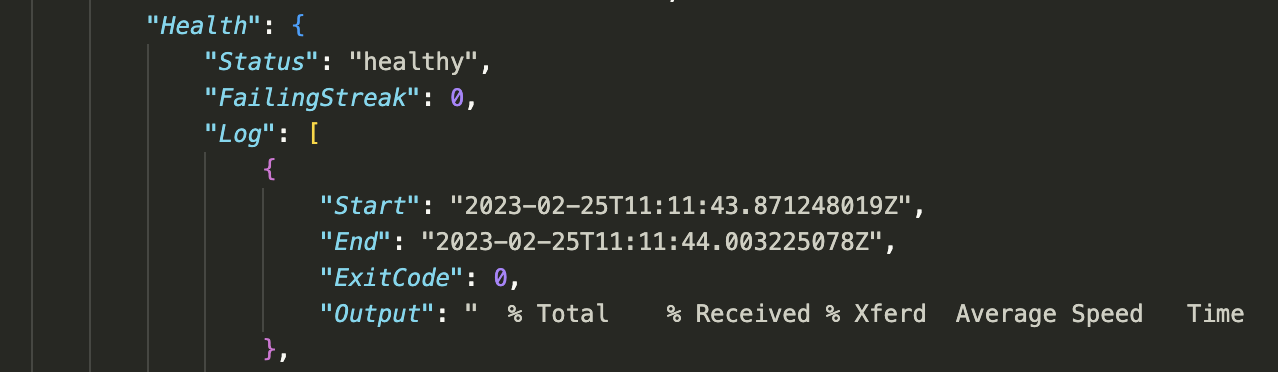 "Health": {
"Status": "healthy",
"FailingStreak": 0,
"Log": [
{
"Start": "2023-02-25T11:11:43.871248019Z",
"End": "2023-02-25T11:11:44.003225078Z",
"ExitCode": 0,
"Output": "  % Total    % Received % Xferd  Average Speed   Time
},